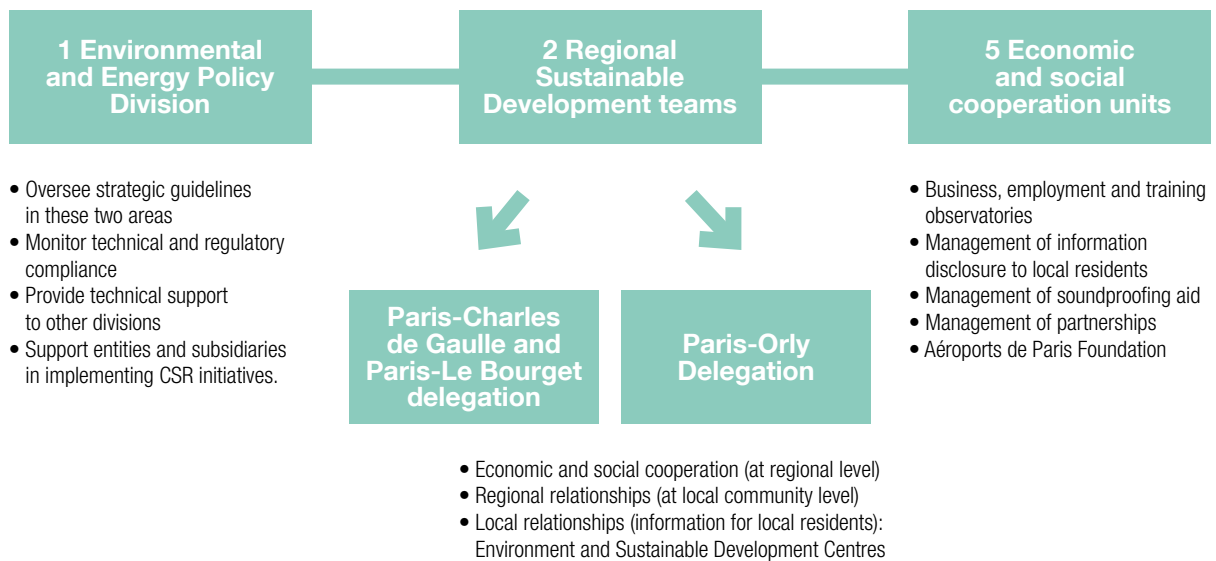 1 Environmental
and Energy Policy
Division
2 Regional
Sustainable
Development teams
5 Economic
and social
cooperation units
• Oversee strategic guidelines
in these two areas
• Monitor technical and regulatory
compliance
• Provide technical support
to other divisions
• Support entities and subsidiaries
in implementing CSR initiatives.
Paris-Charles
de Gaulle and
Paris-Le Bourget
delegation
Paris-Orly
Delegation
• Economic and social cooperation (at regional level)
• Regional relationships (at local community level)
• Local relationships (information for local residents):
Environment and Sustainable Development Centres
• Business, employment and training
observatories
• Management of information
disclosure to local residents
• Management of soundproofing aid
• Management of partnerships
• Aéroports de Paris Foundation